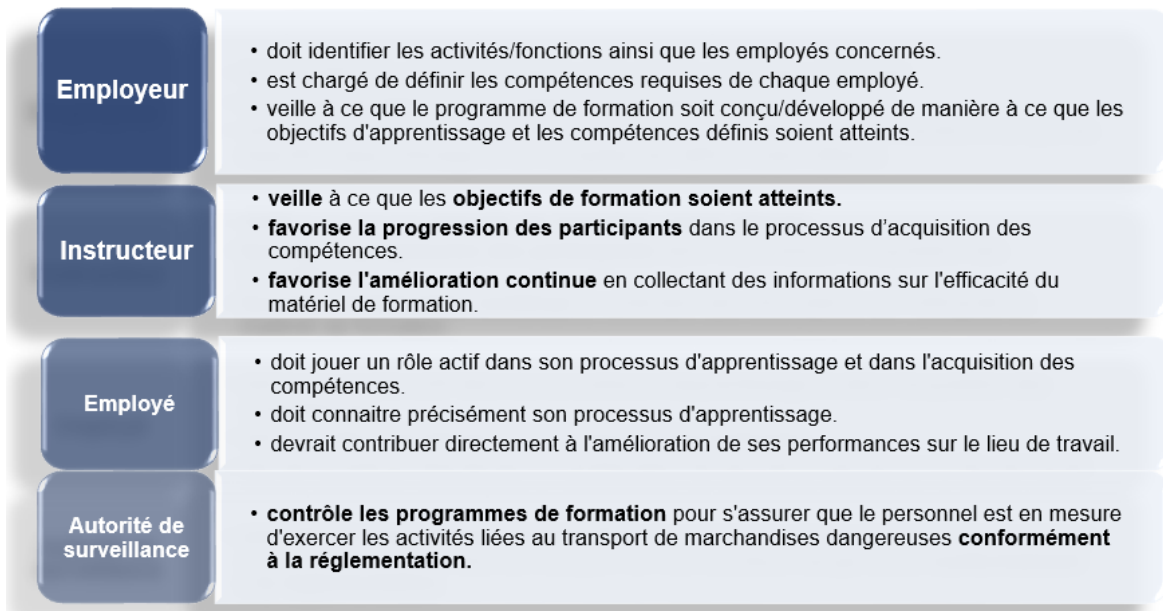 Employeur
• doit identifier les activités/fonctions ainsi que les employés concernés.
• est chargé de définir les compétences requises de chaque employé.
• veille à ce que le programme de formation soit conçu/développé de manière à ce que les
objectifs d'apprentissage et les compétences définis soient atteints.
Instructeur
• veille à ce que les objectifs de formation soient atteints.
• favorise la progression des participants dans le processus d’acquisition des
compétences.
• favorise l'amélioration continue en collectant des informations sur l'efficacité du
matériel de formation.
Employé
• doit jouer un rôle actif dans son processus d'apprentissage et dans l'acquisition des
compétences.
• doit connaitre précisément son processus d'apprentissage.
• devrait contribuer directement à l'amélioration de ses performances sur le lieu de travail.
Autorité de
surveillance
• contrôle les programmes de formation pour s'assurer que le personnel est en mesure
d'exercer les activités liées au transport de marchandises dangereuses conformément
à la réglementation.